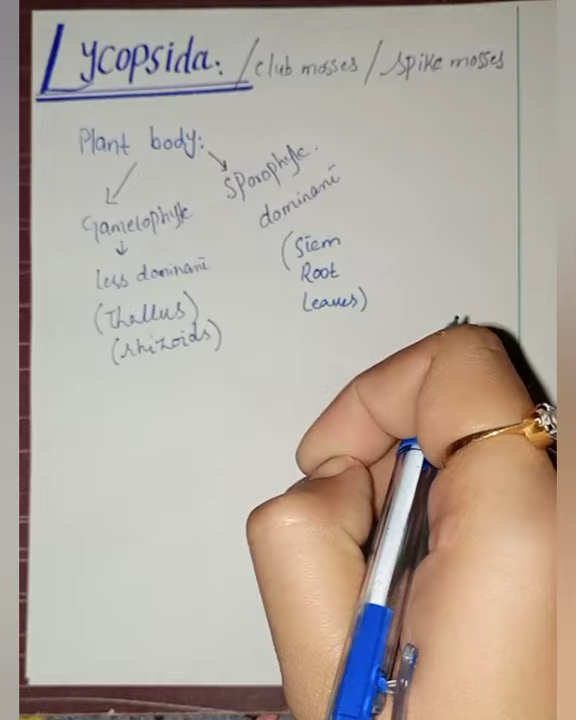 Lycopsida: / club mosses / spike mosses
Plant body:
Gametophyte
less dominant
(Thallus)
(rhizoids)
Sporophyte.
dominant
(Stem
Root
Leaves)